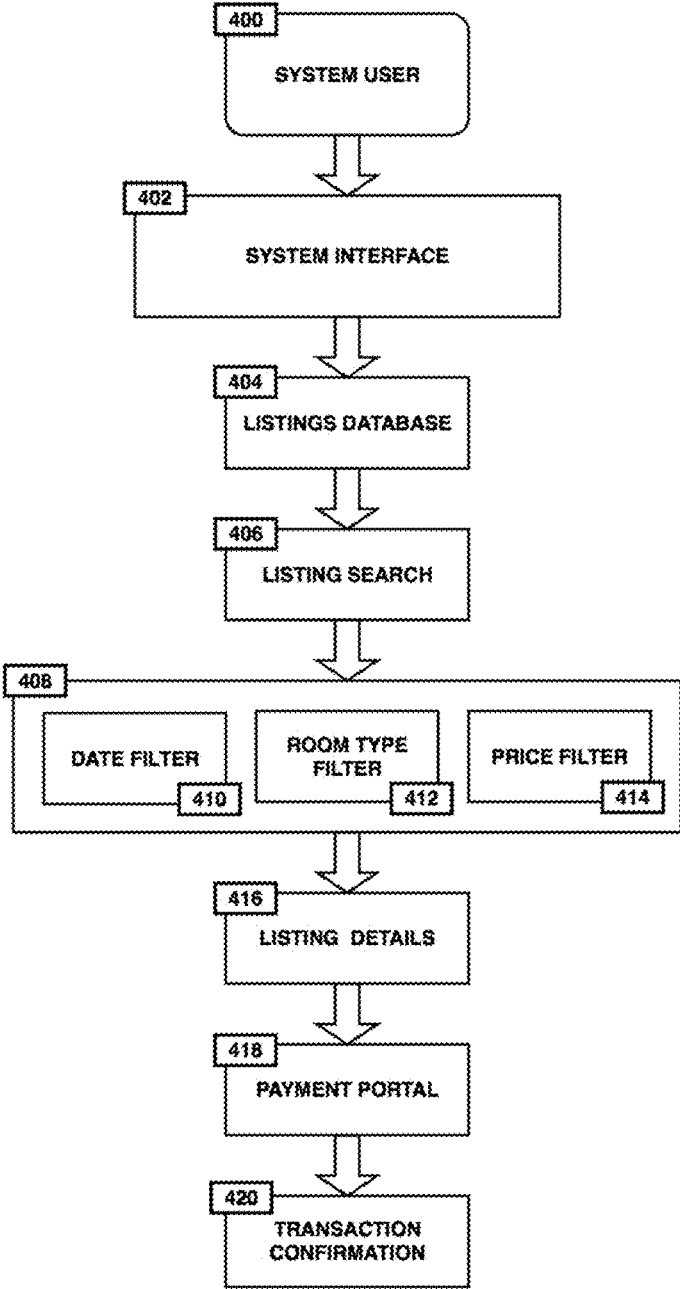 400
SYSTEM USER
402
SYSTEM INTERFACE
404
LISTINGS DATABASE
406
LISTING SEARCH
408
DATE FILTER
410
ROOM TYPE
FILTER
412
PRICE FILTER
414
416
LISTING DETAILS
418
PAYMENT PORTAL
420
TRANSACTION
CONFIRMATION